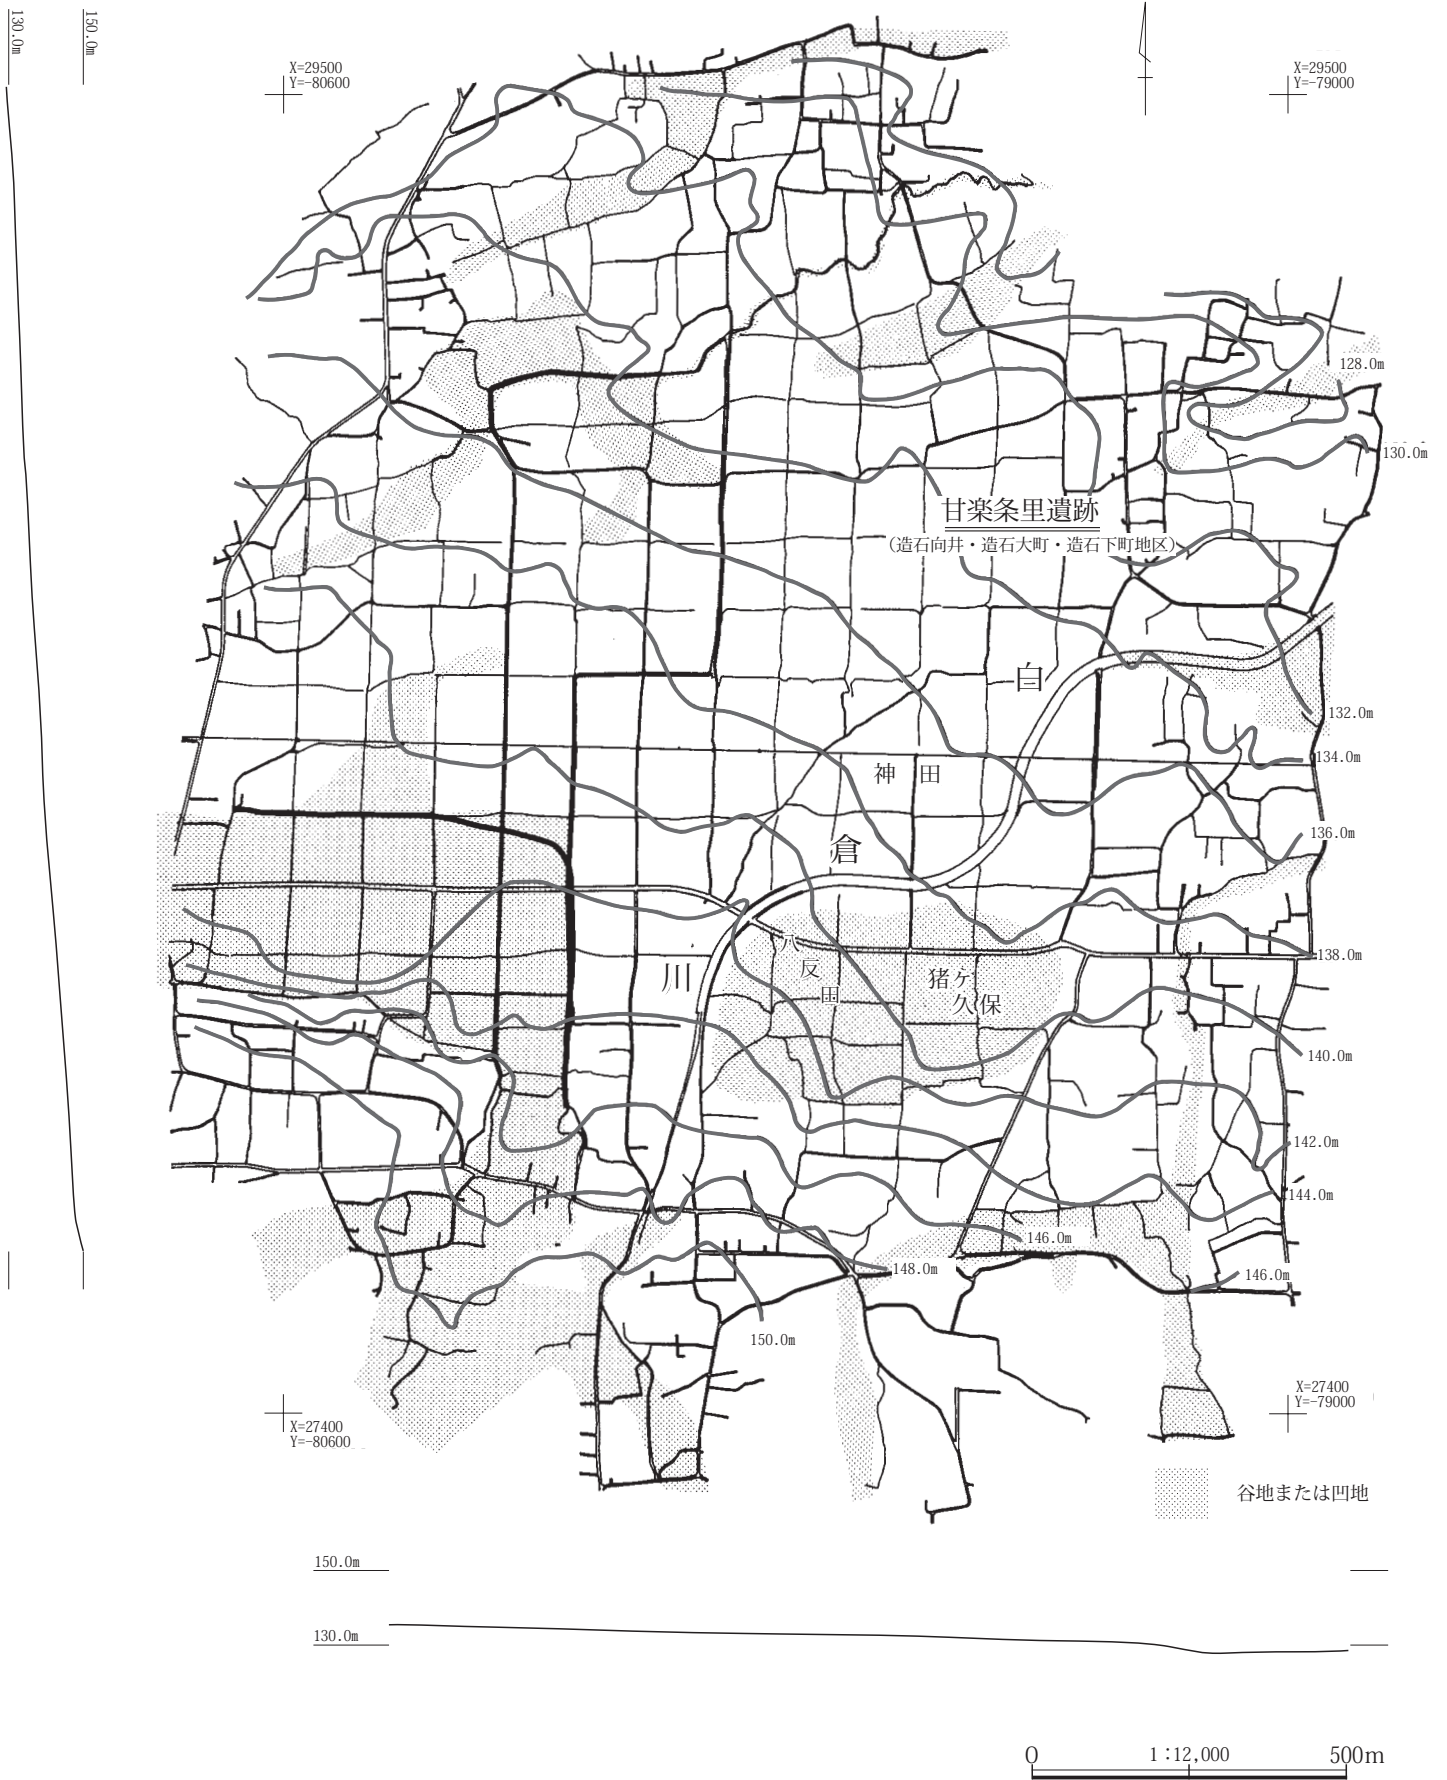 130.0m
150.0m
X=29500
Y=-80600
X=29500
Y=-79000
128.0m
130.0m
甘楽条里遺跡
(造石向井・造石大町・造石下町地区)
白
132.0m
134.0m
神田
136.0m
倉
138.0m
八反田
川
猪ヶ
久保
140.0m
142.0m
144.0m
146.0m
148.0m
146.0m
150.0m
X=27400
Y=-80600
X=27400
Y=-79000
谷地または凹地
150.0m
130.0m
0
1:12,000
500m